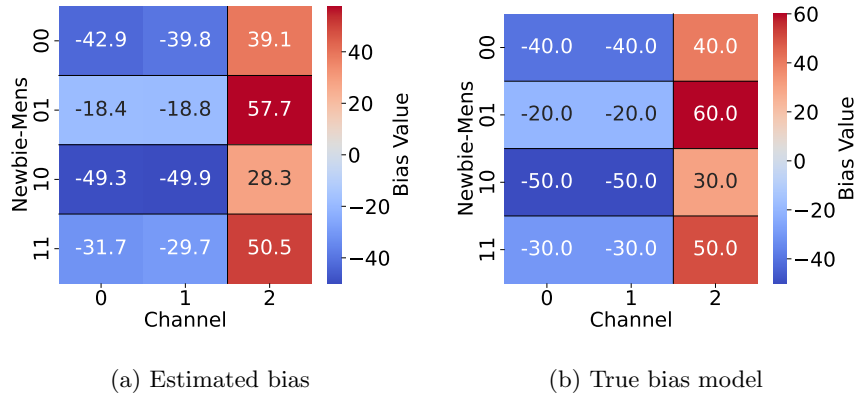 Newbie-Mens
00 -42.9 -39.8 39.1
01 -18.4 -18.8 57.7
10 -49.3 -49.9 28.3
11 -31.7 -29.7 50.5
0 1 2
Channel
40
20
0
−20
−40
Bias Value
(a) Estimated bias
Newbie-Mens
00 -40.0 -40.0 40.0
01 -20.0 -20.0 60.0
10 -50.0 -50.0 30.0
11 -30.0 -30.0 50.0
0 1 2
Channel
60
40
20
0
−20
−40
Bias Value
(b) True bias model